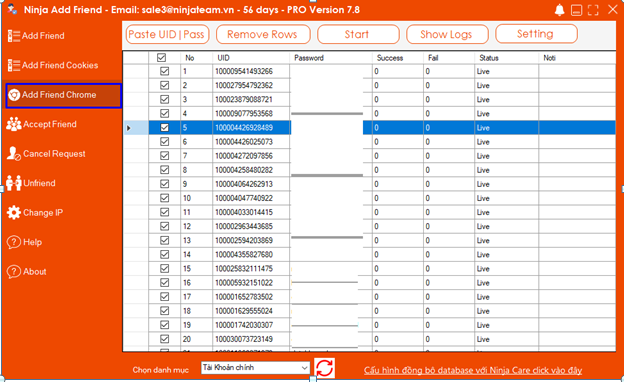 Ninja Add Friend - Email: sale3@ninjateam.vn - 56 days - PRO Version 7.8
Add Friend
Add Friend Cookies
Add Friend Chrome
Accept Friend
Cancel Request
Unfriend
Change IP
Help
About
Paste UID|Pass Remove Rows Start Show Logs Setting
No UID Password Success Fail Status Noti
1 100009541493266 0 0 Live
2 100027954792362 0 0 Live
3 100023879088721 0 0 Live
4 100009077953568 0 0 Live
5 100004426928489 0 0 Live
6 100004426025073 0 0 Live
7 100004272097856 0 0 Live
8 100004258480282 0 0 Live
9 100004064262913 0 0 Live
10 100004047740922 0 0 Live
11 100004033014415 0 0 Live
12 100002963443685 0 0 Live
13 100002594203869 0 0 Live
14 100004355827680 0 0 Live
15 100025832111475 0 0 Live
16 100005932151022 0 0 Live
17 100001652783502 0 0 Live
18 100001629555024 0 0 Live
19 100001742030307 0 0 Live
20 100030073723149 0 0 Live
Chọn danh mục Tài Khoản chính Cấu hình đồng bộ database với Ninja Care click vào đây